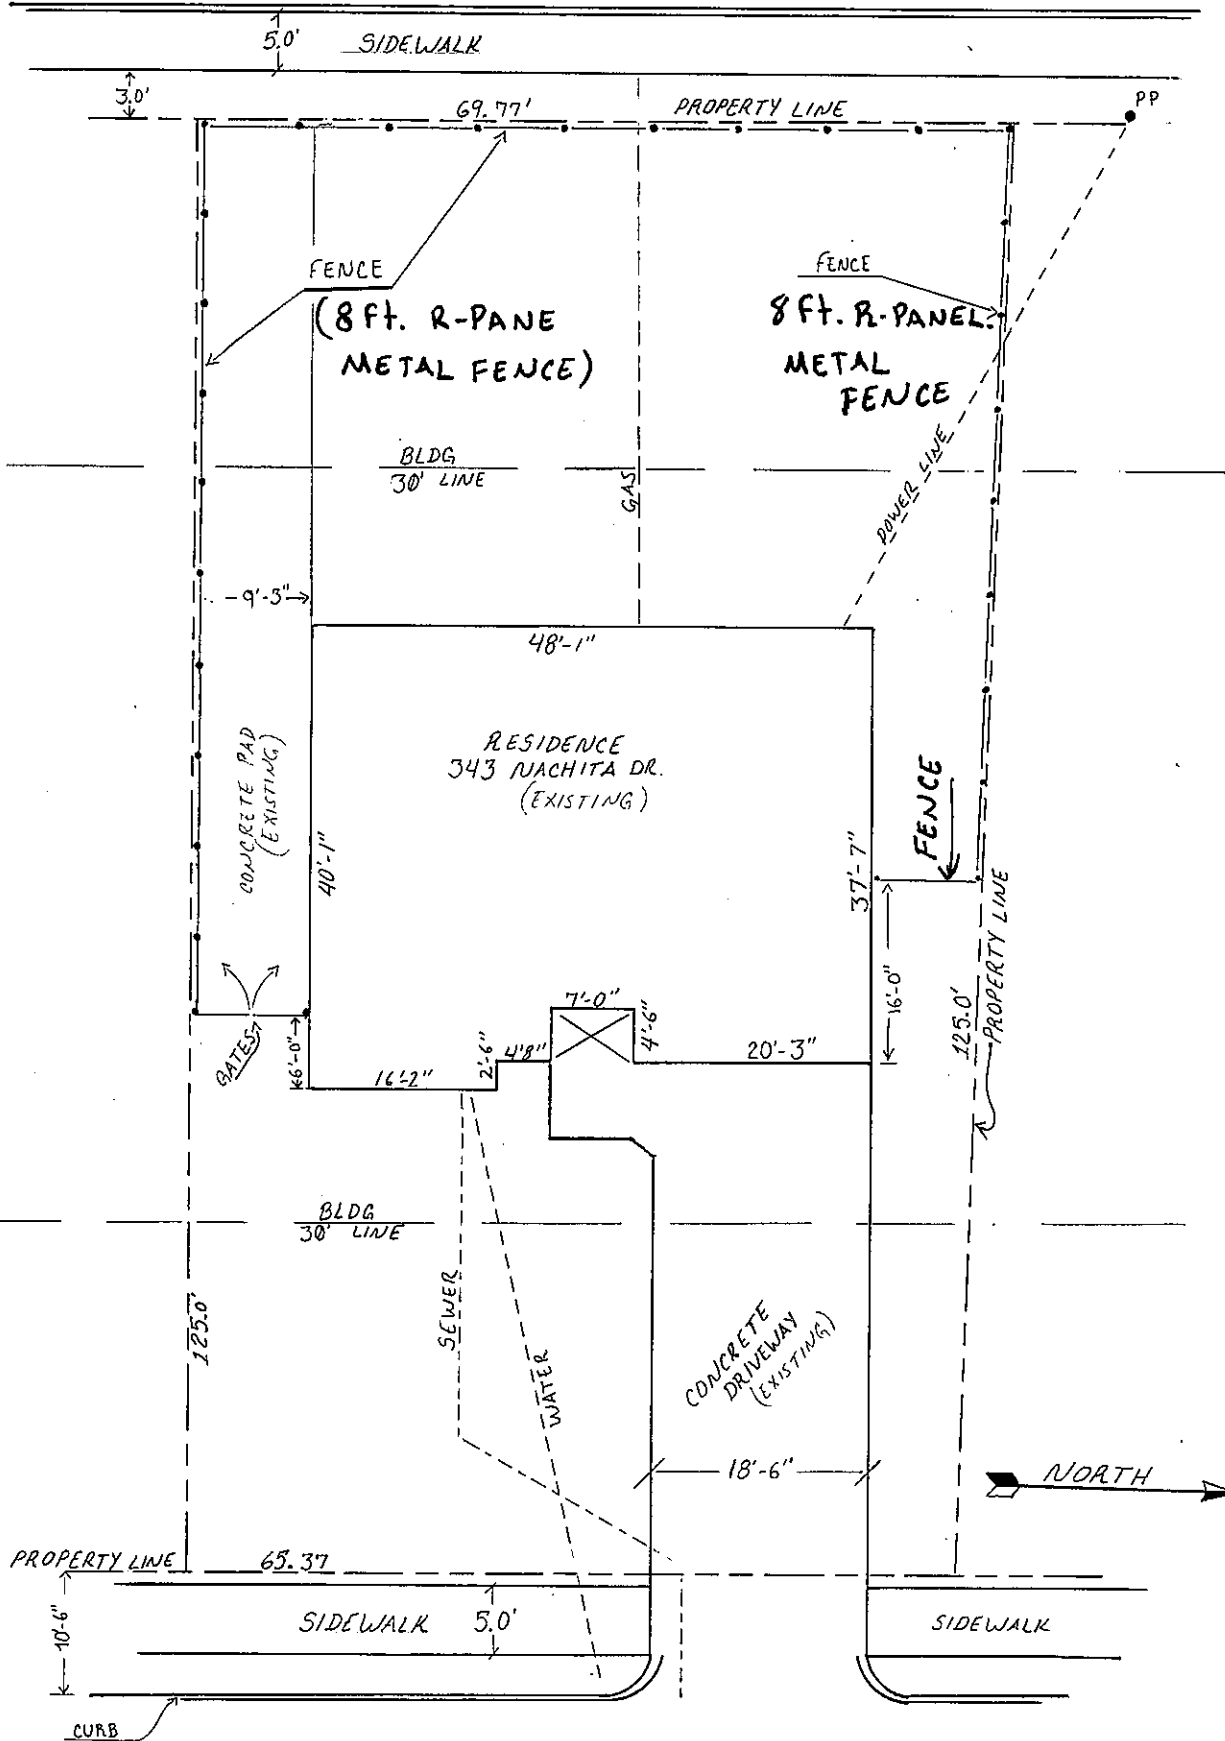 5.0'
SIDEWALK
3.0'
69.77'
PROPERTY LINE
PP
FENCE
(8 Ft. R-PANE
METAL FENCE)
FENCE
8 Ft. R-PANEL.
METAL
FENCE
BLDG
30' LINE
GAS
POWER LINE
9'-3"
48'-1"
RESIDENCE
343 NACHITA DR.
(EXISTING)
CONCRETE PAD
(EXISTING)
40'-1"
37'-7"
FENCE
16'-0"
PROPERTY LINE
125.0'
GATES
6'-0"
16'-2"
2'-6"
4'8"
7'-0"
4'-6"
20'-3"
BLDG
30' LINE
125.0'
SEWER
WATER
CONCRETE
DRIVEWAY
(EXISTING)
18'-6"
NORTH
PROPERTY LINE
65.37
10'-6"
SIDEWALK
5.0'
SIDEWALK
CURB